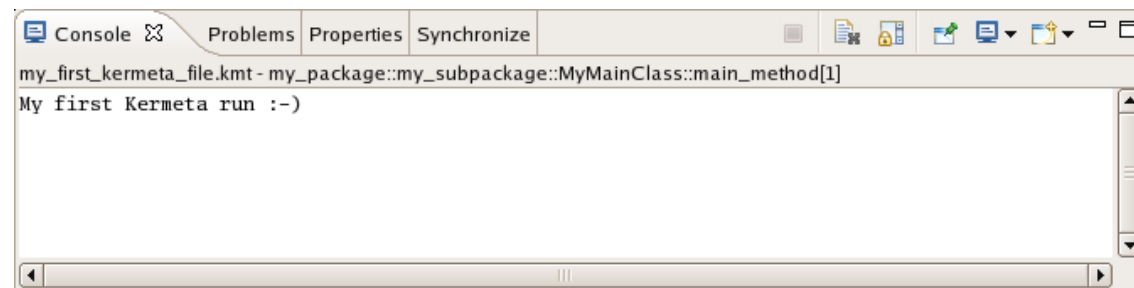 Console Problems Properties Synchronize
my_first_kermeta_file.kmt - my_package::my_subpackage::MyMainClass::main_method[1]
My first Kermeta run :-)